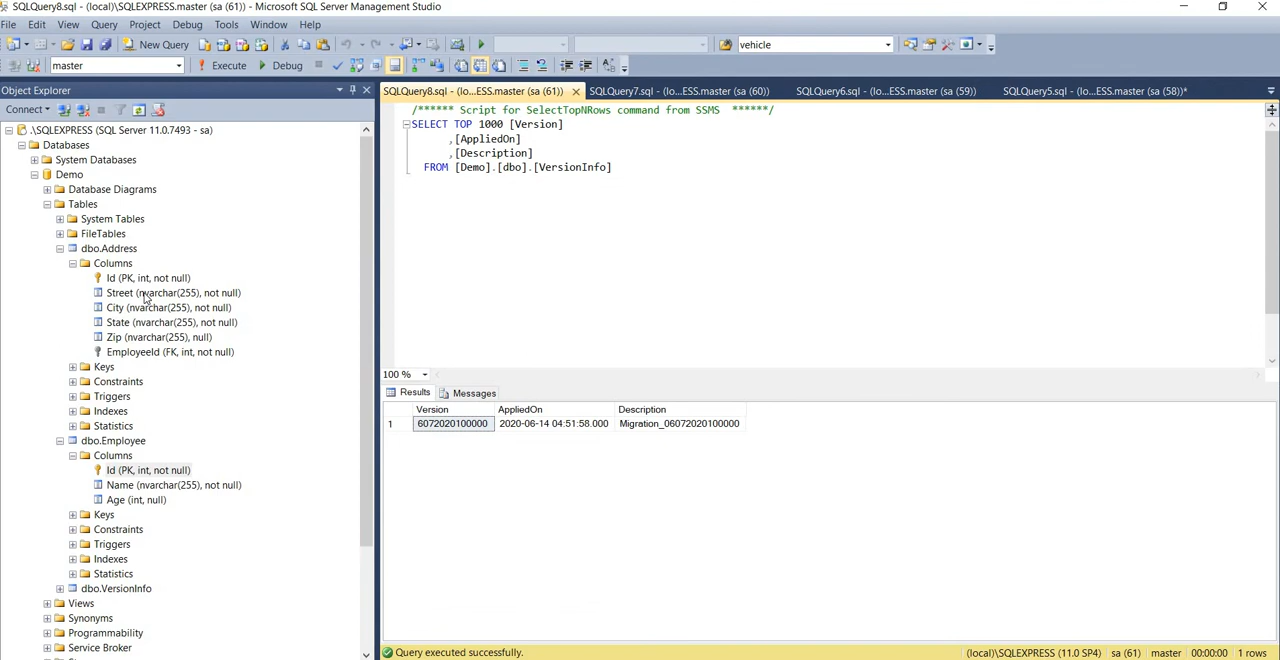 SQLQuery8.sql - (local)\SQLEXPRESS.master (sa (61)) - Microsoft SQL Server Management Studio
File Edit View Query Project Debug Tools Window Help
New Query vehicle
master Execute Debug
Object Explorer
Connect
.\SQLEXPRESS (SQL Server 11.0.7493 - sa)
Databases
System Databases
Demo
Database Diagrams
Tables
System Tables
FileTables
dbo.Address
Columns
Id (PK, int, not null)
Street (nvarchar(255), not null)
City (nvarchar(255), not null)
State (nvarchar(255), not null)
Zip (nvarchar(255), null)
EmployeeId (FK, int, not null)
Keys
Constraints
Triggers
Indexes
Statistics
dbo.Employee
Columns
Id (PK, int, not null)
Name (nvarchar(255), not null)
Age (int, null)
Keys
Constraints
Triggers
Indexes
Statistics
dbo.VersionInfo
Views
Synonyms
Programmability
Service Broker
SQLQuery8.sql - (lo...ESS.master (sa (61)) SQLQuery7.sql - (lo...ESS.master (sa (60)) SQLQuery6.sql - (lo...ESS.master (sa (59)) SQLQuery5.sql - (lo...ESS.master (sa (58))*
/****** Script for SelectTopNRows command from SSMS ******/
SELECT TOP 1000 [Version]
,[AppliedOn]
,[Description]
FROM [Demo].[dbo].[VersionInfo]
100 %
Results Messages
Version AppliedOn Description
1 6072020100000 2020-06-14 04:51:58.000 Migration_06072020100000
Query executed successfully. (local)\SQLEXPRESS (11.0 SP4) sa (61) master 00:00:00 1 rows